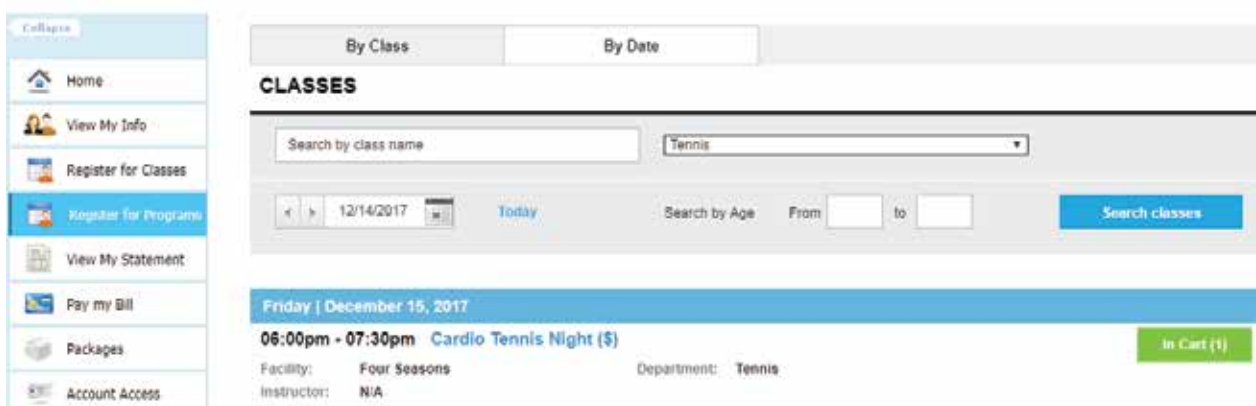 Collapse
Home
View My Info
Register for Classes
Register for Programs
View My Statement
Pay my Bill
Packages
Account Access
By Class
By Date
CLASSES
Search by class name
Tennis
12/14/2017
Today
Search by Age From to
Search classes
Friday | December 15, 2017
06:00pm - 07:30pm Cardio Tennis Night ($)
In Cart (1)
Facility: Four Seasons
Department: Tennis
Instructor: N/A